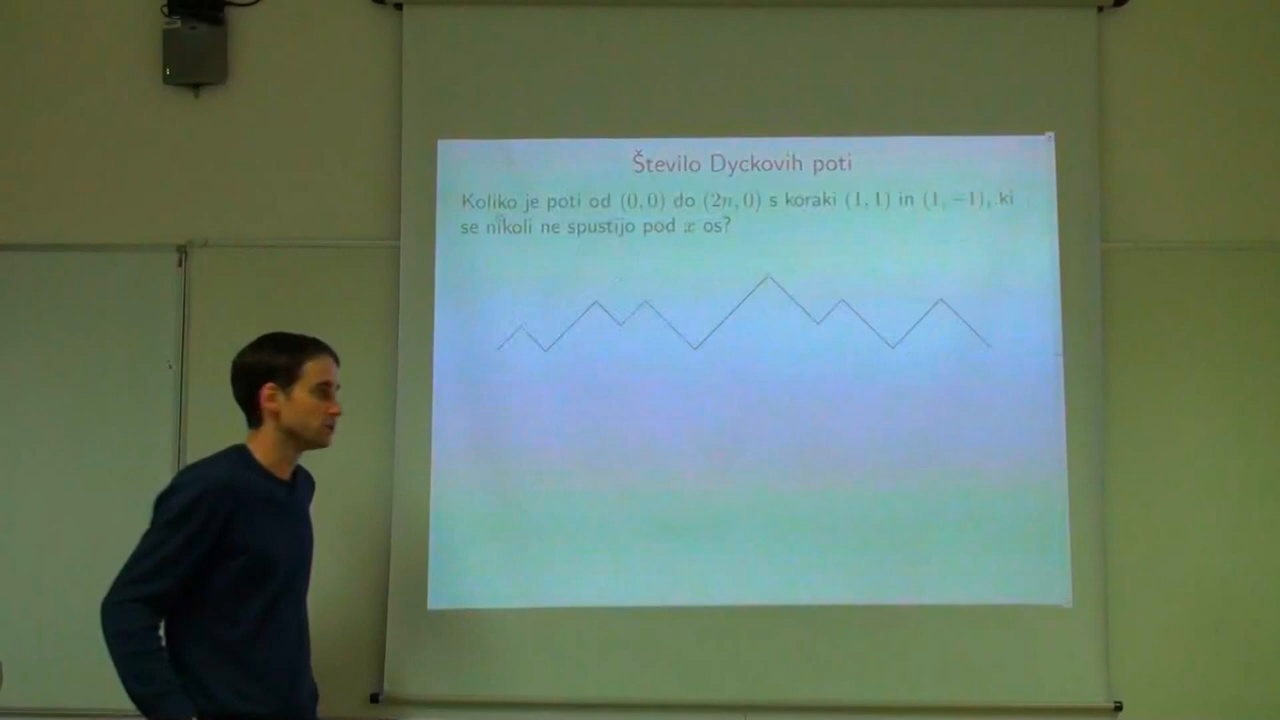 Število Dyckovih poti
Koliko je poti od (0, 0) do (2n, 0) s koraki (1, 1) in (1, −1), ki
se nikoli ne spustijo pod x os?